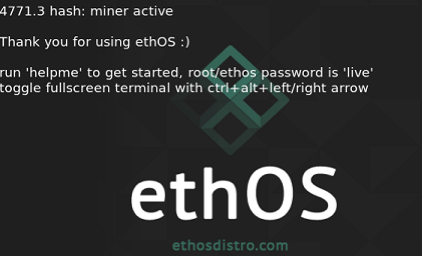 4771.3 hash: miner active
Thank you for using ethOS :)
run 'helpme' to get started, root/ethos password is 'live'
toggle fullscreen terminal with ctrl+alt+left/right arrow
ethOS
ethosdistro.com